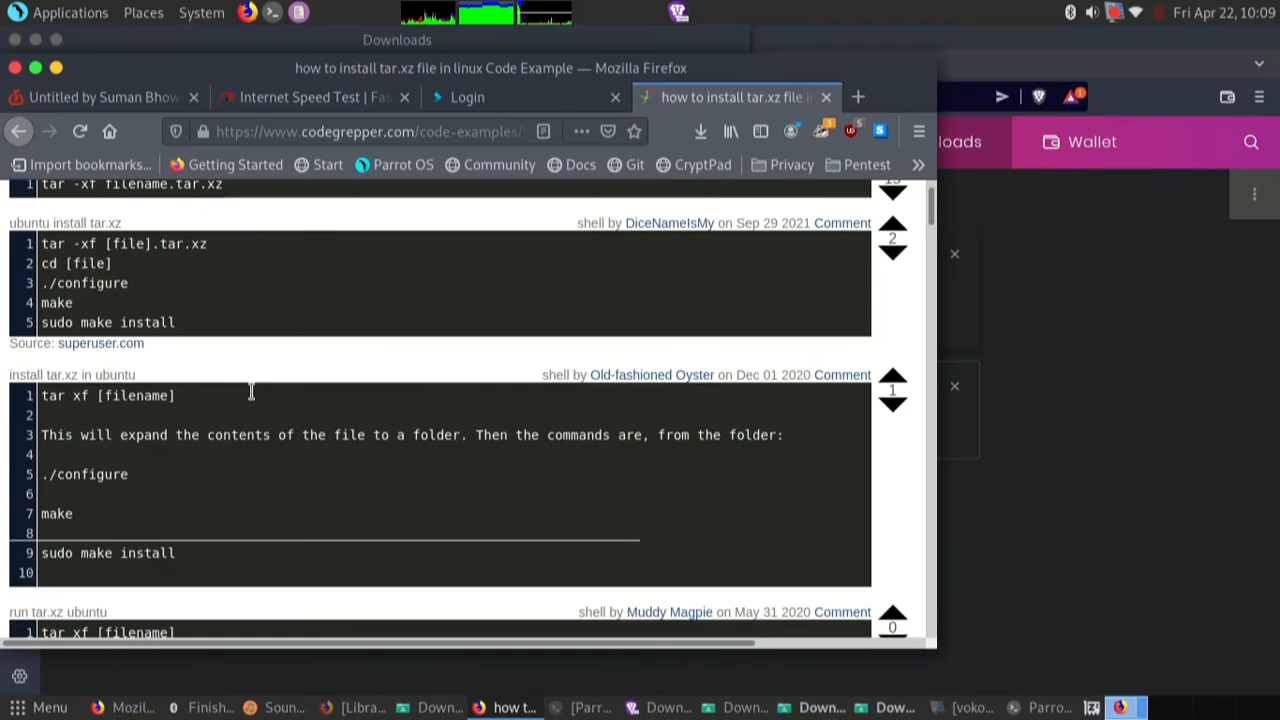 Applications Places System Fri Apr 22, 10:09
Downloads
how to install tar.xz file in linux Code Example — Mozilla Firefox
Untitled by Suman Bhow Internet Speed Test | Fas Login how to install tar.xz file i
1
https://www.codegrepper.com/code-examples/ 3 5 S
loads Wallet
Import bookmarks... Getting Started Start Parrot OS Community Docs Git CryptPad Privacy Pentest
1 tar -xf filename.tar.xz
ubuntu install tar.xz shell by DiceNameIsMy on Sep 29 2021 Comment
2
1 tar -xf [file].tar.xz
2 cd [file]
3 ./configure
4 make
5 sudo make install
Source: superuser.com
install tar.xz in ubuntu shell by Old-fashioned Oyster on Dec 01 2020 Comment
1
1 tar xf [filename]
2
3 This will expand the contents of the file to a folder. Then the commands are, from the folder:
4
5 ./configure
6
7 make
8
9 sudo make install
10
run tar.xz ubuntu shell by Muddy Magpie on May 31 2020 Comment
0
1 tar xf [filename]
Menu Mozil... Finish... Soun... [Libra... Down... how t... [Parr... Down... Down... Down... Dow... [voko... Parro...